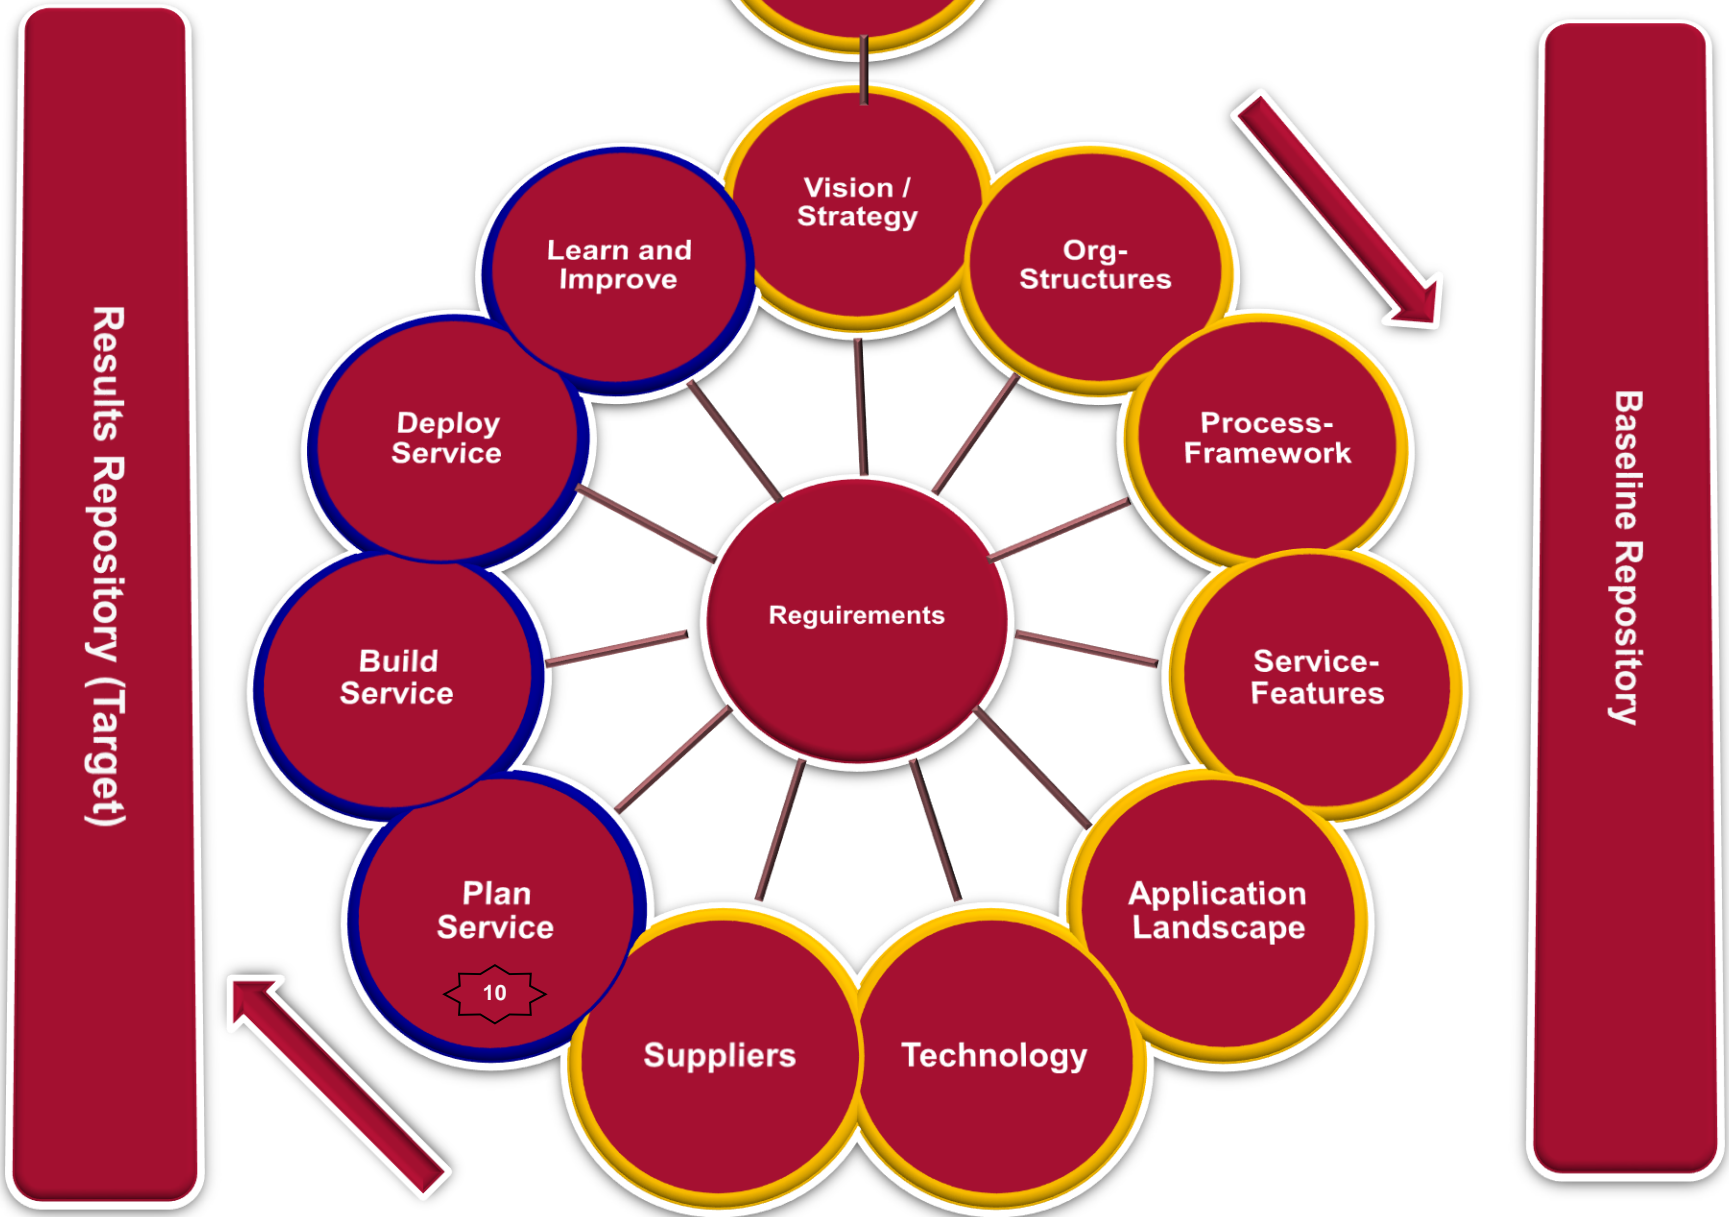 Vision /
Strategy
Org-
Structures
Process-
Framework
Service-
Features
Application
Landscape
Technology
Suppliers
Plan
Service
10
Build
Service
Deploy
Service
Learn and
Improve
Reguirements
Results Repository (Target)
Baseline Repository